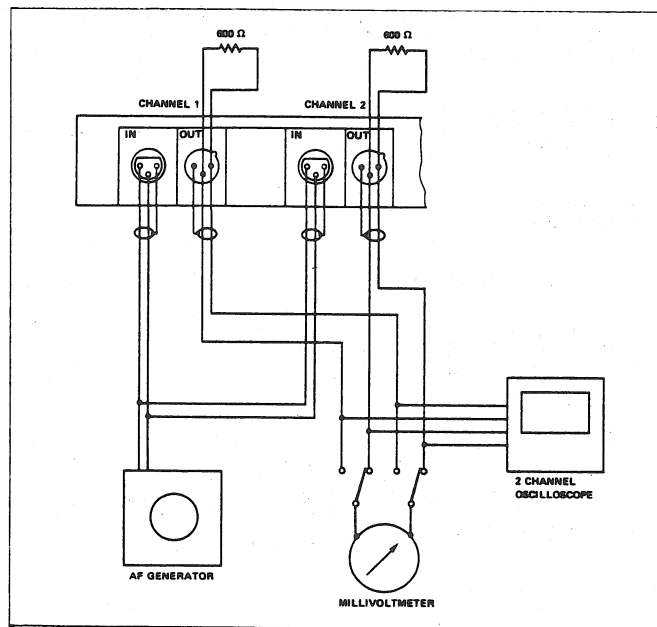 600 Ω
600 Ω
CHANNEL 1
CHANNEL 2
IN
OUT
IN
OUT
2 CHANNEL
OSCILLOSCOPE
AF GENERATOR
MILLIVOLTMETER